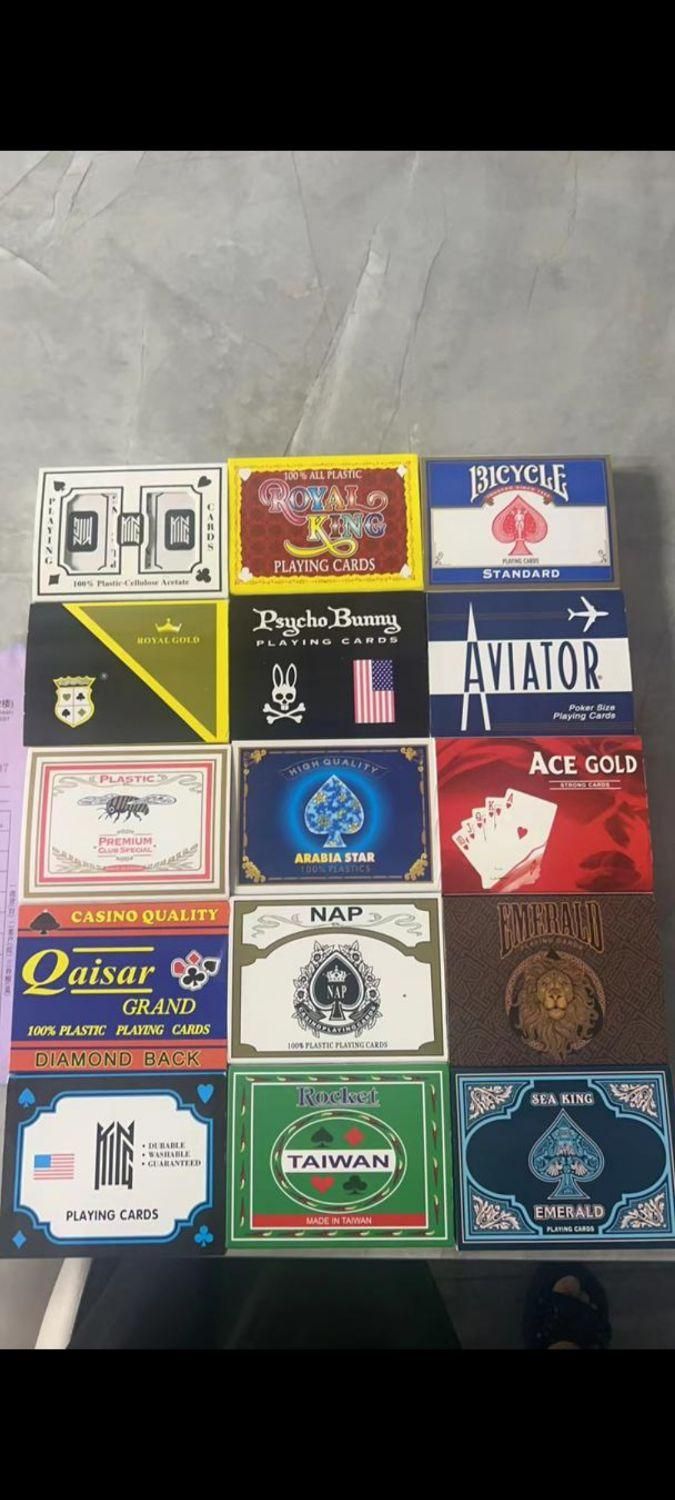 PLAYING
CARDS
KING
100% Plastic-Cellulose Acetate
100% ALL PLASTIC
ROYAL
KING
PLAYING CARDS
BICYCLE
PLAYING CARDS
STANDARD
ROYAL GOLD
Psycho Bunny
PLAYING CARDS
AVIATOR
Poker Size
Playing Cards
PLASTIC
PREMIUM
CLUB SPECIAL
HIGH QUALITY
ARABIA STAR
100% PLASTICS
ACE GOLD
STRONG CARDS
CASINO QUALITY
Qaisar
GRAND
100% PLASTIC PLAYING CARDS
DIAMOND BACK
NAP
NAP
CASINO PLAYING CARDS
100% PLASTIC PLAYING CARDS
EMERALD
PLAYING CARDS
KING
• DURABLE
• WASHABLE
• GUARANTEED
PLAYING CARDS
Rocket
TAIWAN
MADE IN TAIWAN
SEA KING
EMERALD
PLAYING CARDS